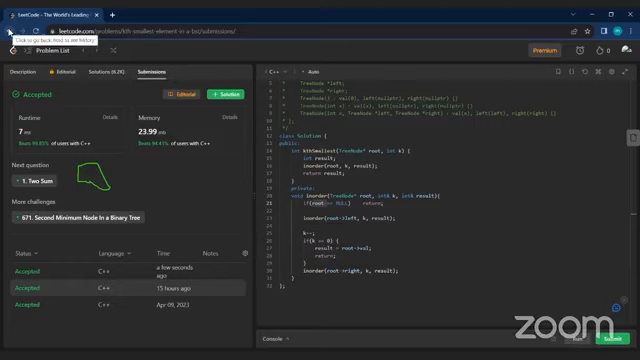 LeetCode - The World's Leading
leetcode.com/problems/kth-smallest-element-in-a-bst/submissions/
Click to go back, hold to see history
Problem List
Premium
0
Description
Editorial
Solutions
Submissions
C++
Auto
Accepted
Editorial
+ Solution
Runtime
Details
7 ms
Beats 99.80% of users with C++
Memory
Details
23.99 MB
Beats 94.43% of users with C++
Next question
1. Two Sum
More challenges
671. Second Minimum Node In a Binary Tree
Status
Language
Time
Notes
Accepted
C++
a few seconds
ago
Accepted
C++
15 hours ago
Accepted
C++
Apr 09, 2023
* TreeNode *left;
* TreeNode *right;
* TreeNode() : val(0), left(nullptr), right(nullptr) {}
* TreeNode(int x) : val(x), left(nullptr), right(nullptr) {}
* TreeNode(int x, TreeNode *left, TreeNode *right) : val(x), left(left), right(right) {}
* };
*/
class Solution {
public:
int kthSmallest(TreeNode* root, int k) {
int result;
inorder(root, k, result);
return result;
}
private:
void inorder(TreeNode* root, int& k, int& result){
21
if(root == NULL) return;
inorder(root->left, k, result);
k--;
if(k == 0) {
result = root->val;
return;
}
inorder(root->right, k, result);
}
};
Console
Run
Submit
zoom